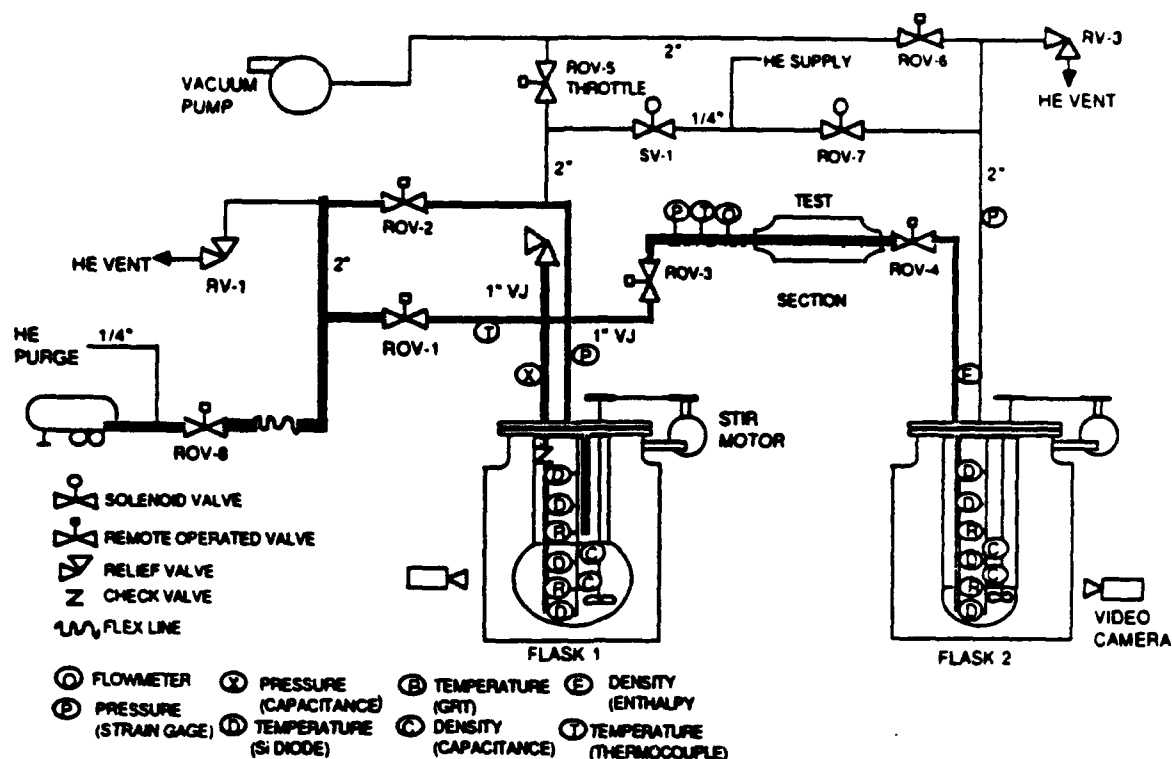 VACUUM
PUMP
ROV-5
THROTTLE
2"
HE SUPPLY
ROV-6
RV-3
HE VENT
1/4"
SV-1
ROV-7
2"
2"
ROV-2
TEST
P
P T O
HE VENT
RV-1
2"
ROV-3
ROV-4
1" VJ
SECTION
HE
PURGE
1/4"
ROV-1
T
1" VJ
P
X
E
ROV-8
STIR
MOTOR
SOLENOID VALVE
REMOTE OPERATED VALVE
RELIEF VALVE
Z CHECK VALVE
FLEX LINE
D
D
R
D C
R C
D
D
D
R
D C
R C
D
FLASK 1
FLASK 2
VIDEO
CAMERA
O FLOWMETER
P PRESSURE
(STRAIN GAGE)
X PRESSURE
(CAPACITANCE)
D TEMPERATURE
(Si DIODE)
R TEMPERATURE
(GRT)
C DENSITY
(CAPACITANCE)
E DENSITY
(ENTHALPY)
T TEMPERATURE
(THERMOCOUPLE)